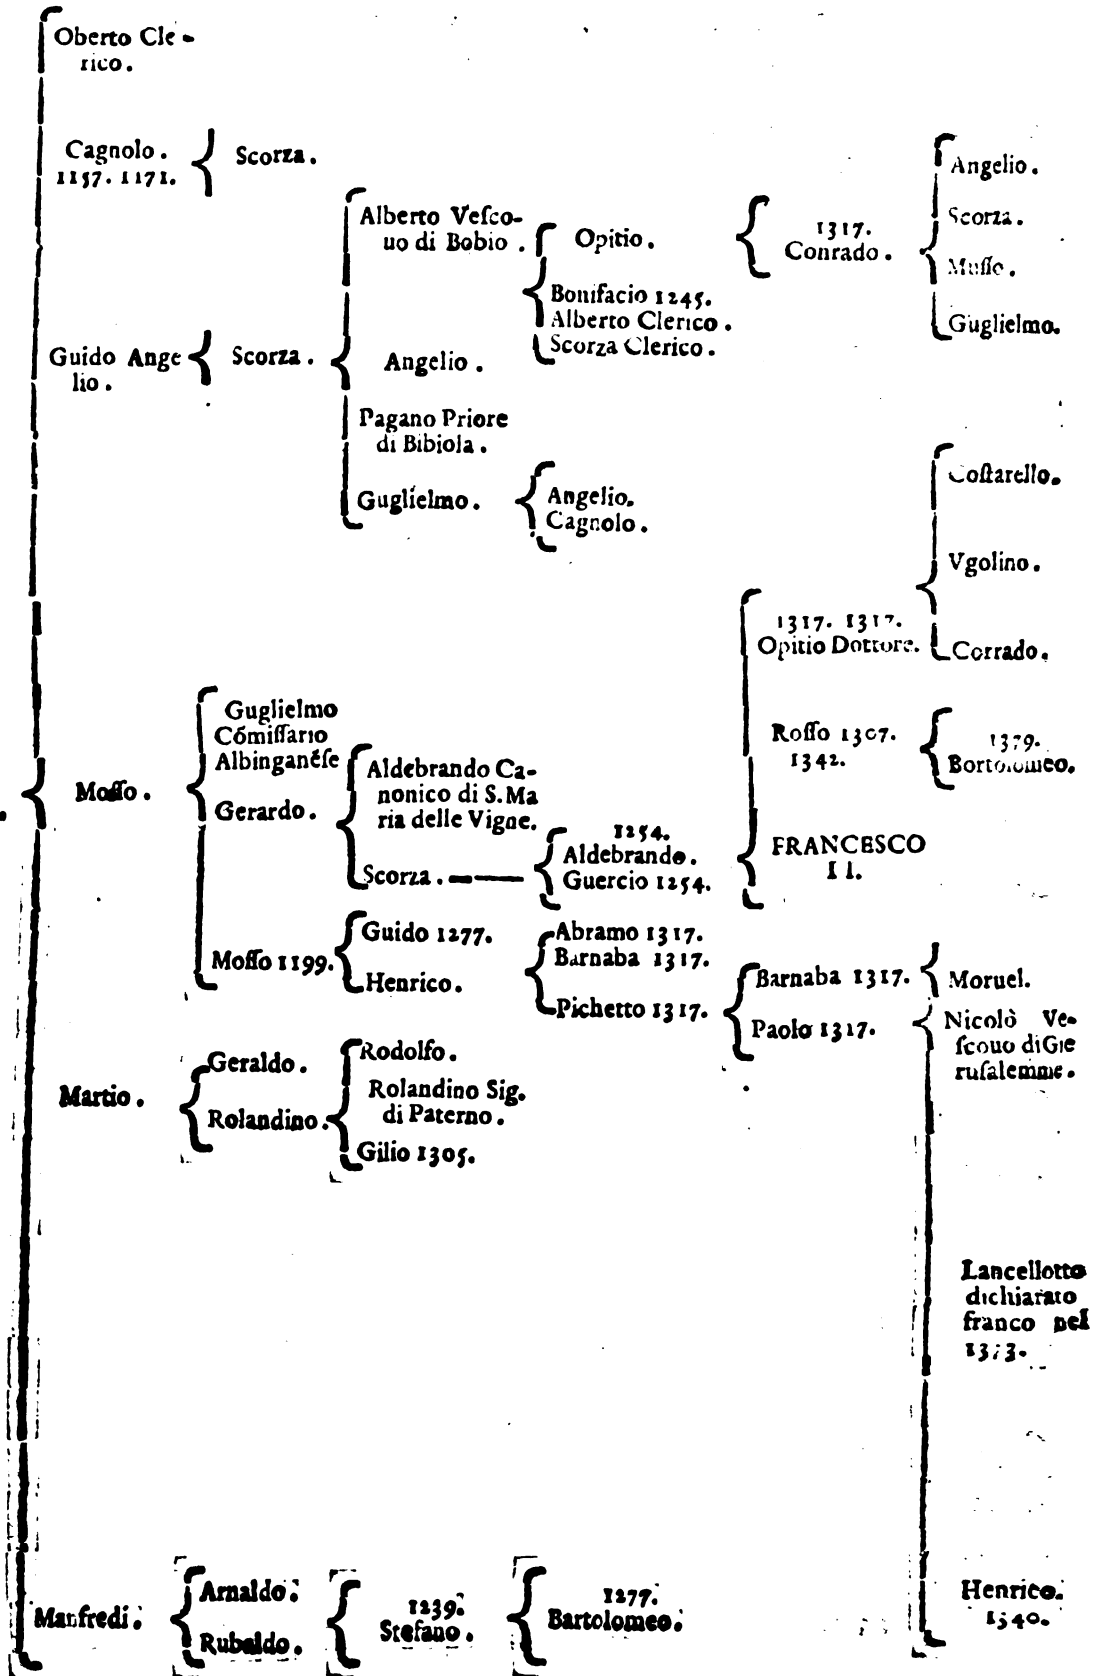 Oberto Cle-
rico.
Cagnolo.
1157. 1171.
Scorza.
Guido Ange
lio.
Scorza.
Alberto Veſco-
uo di Bobio.
Angelio.
Pagano Priore
di Bibiola.
Guglielmo.
Opitio.
Bonifacio 1245.
Alberto Clerico.
Scorza Clerico.
Angelio.
Cagnolo.
1317.
Conrado.
Angelio.
Scorza.
Muſſo.
Guglielmo.
Moſſo.
Guglielmo
Cómiſſario
Albinganéſe
Gerardo.
Moſſo 1199.
Aldebrando Ca-
nonico di S. Ma
ria delle Vigne.
Scorza.
1254.
Aldebrando.
Guercio 1254.
1317. 1317.
Opitio Dottore.
Coſtarello.
Vgolino.
Corrado.
Roſſo 1307.
1342.
1379.
Bortolomeo.
FRANCESCO
II.
Guido 1277.
Henrico.
Abramo 1317.
Barnaba 1317.
Pichetto 1317.
Barnaba 1317.
Paolo 1317.
Moruel.
Nicolò Ve-
ſcouo di Gie
ruſalemme.
Lancellotto
dichiarato
franco nel
Henrico.
1340.
Martio.
Geraldo.
Rolandino.
Rodolfo.
Rolandino Sig.
di Paterno.
Gilio 1305.
Manfredi.
Arnaldo.
Rubaldo.
1239.
Stefano.
1277.
Bartolomeo.